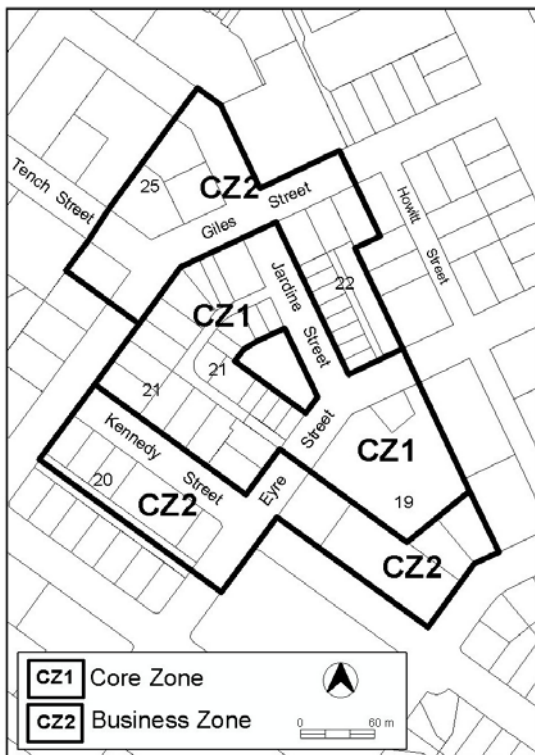 Tench Street
25
CZ2
Giles Street
Howitt Street
Jardine Street
22
CZ1
21
21
Kennedy Street
20
CZ2
Eyre Street
CZ1
19
CZ2
CZ1 Core Zone
CZ2 Business Zone
0 60 m